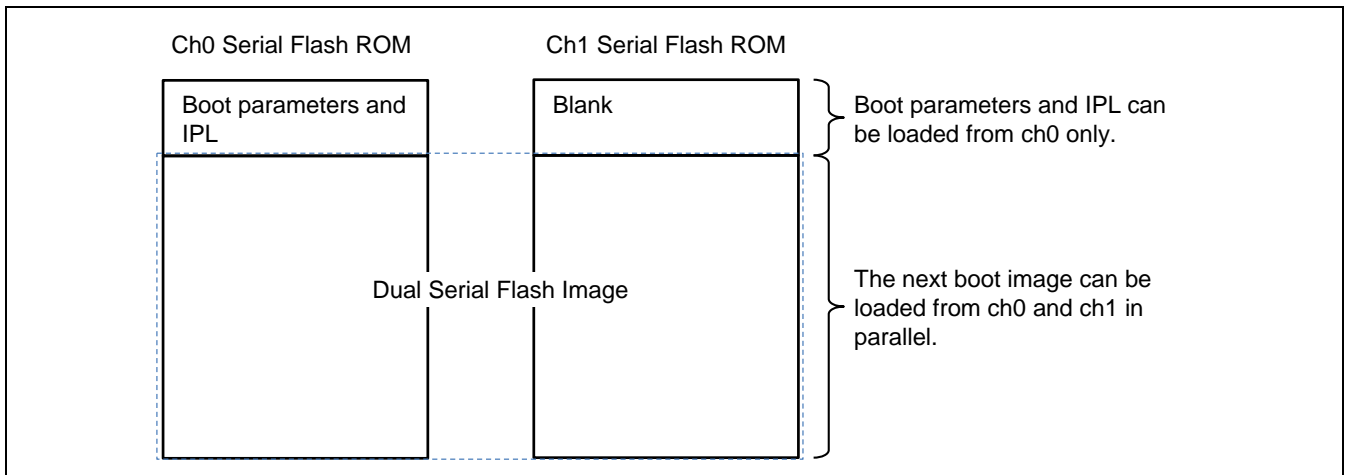 Ch0 Serial Flash ROM
Ch1 Serial Flash ROM
Boot parameters and
IPL
Blank
Boot parameters and IPL can
be loaded from ch0 only.
Dual Serial Flash Image
The next boot image can be
loaded from ch0 and ch1 in
parallel.